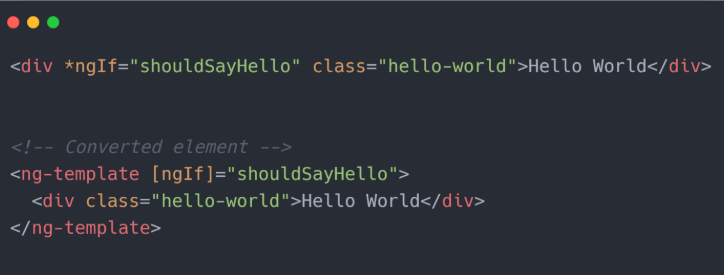 <div *ngIf="shouldSayHello" class="hello-world">Hello World</div>
<!-- Converted element -->
<ng-template [ngIf]="shouldSayHello">
  <div class="hello-world">Hello World</div>
</ng-template>